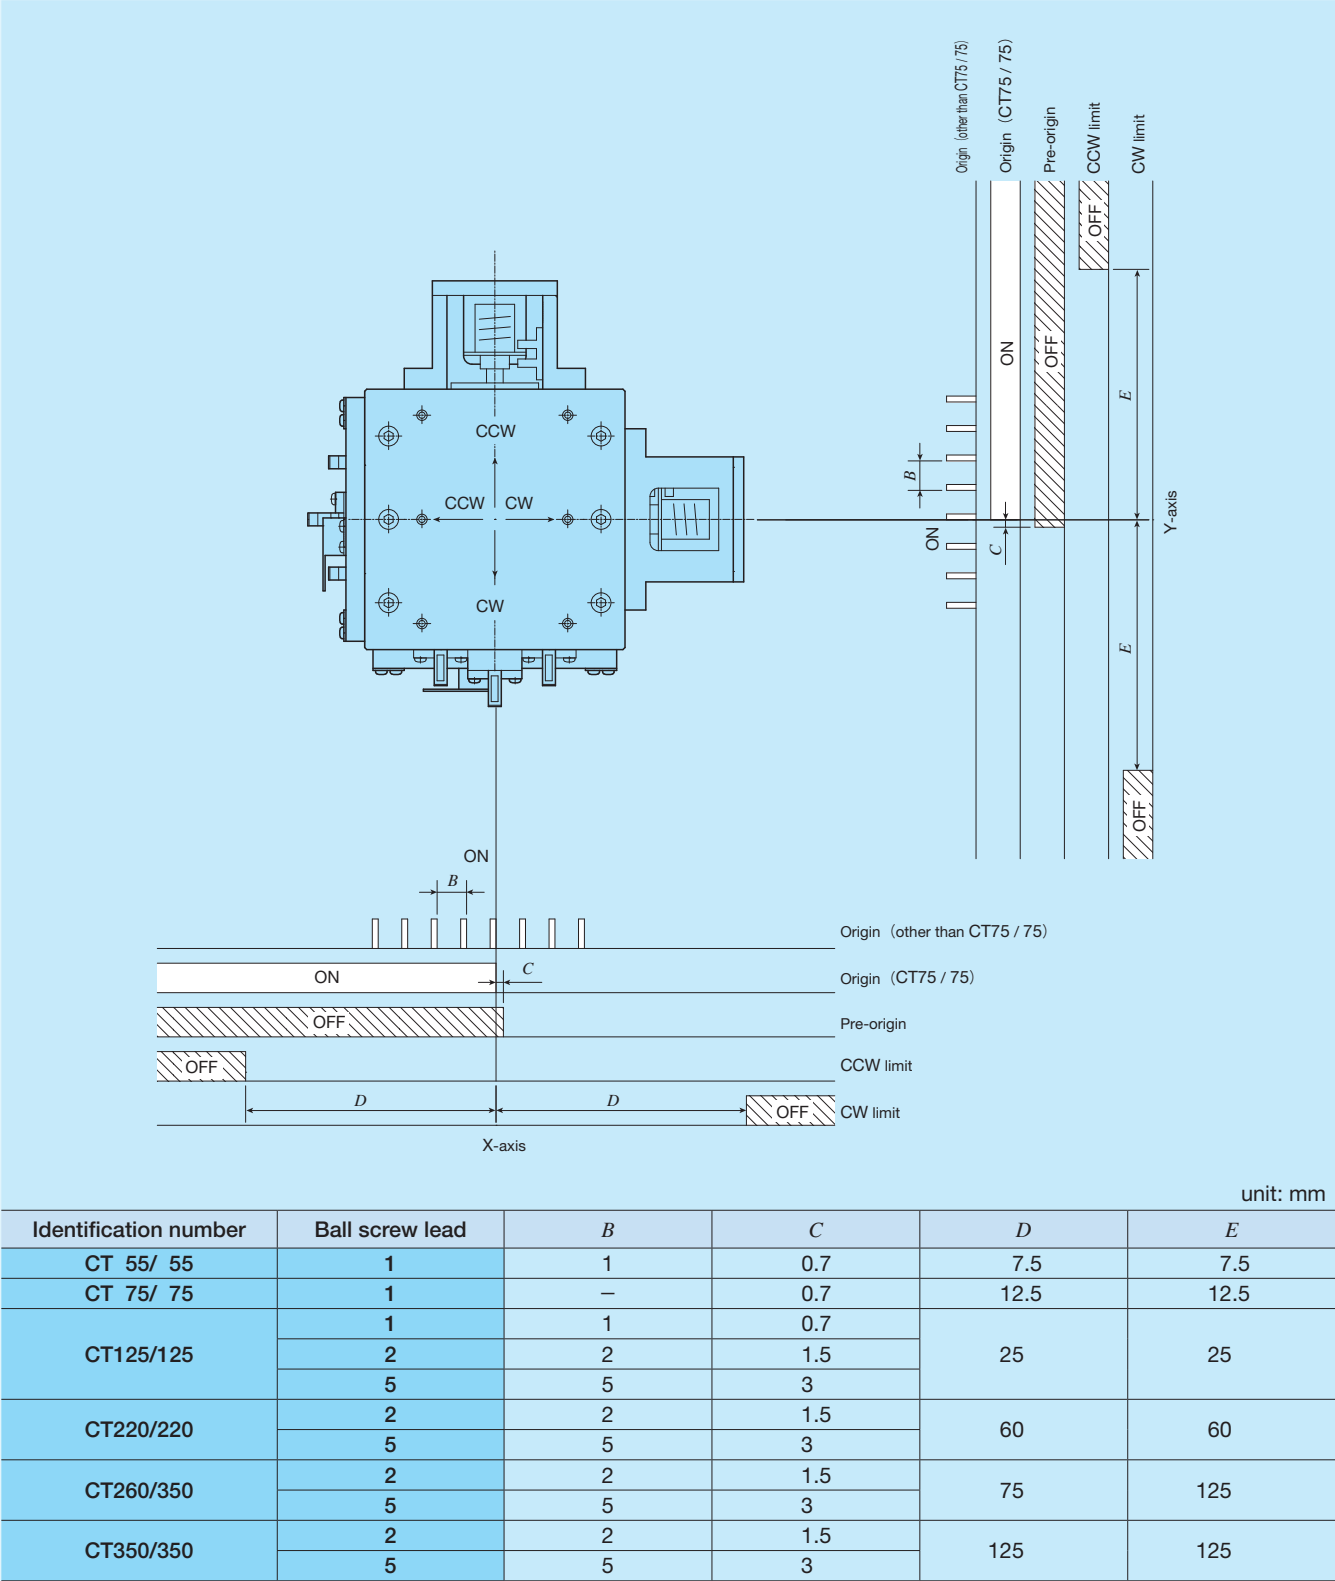 Origin (other than CT75 / 75)
Origin (CT75 / 75)
Pre-origin
CCW limit
CW limit
OFF
ON
OFF
E
B
ON
C
Y-axis
E
OFF
CCW
CCW CW
CW
ON
B
Origin (other than CT75 / 75)
ON C Origin (CT75 / 75)
OFF Pre-origin
OFF CCW limit
D D OFF CW limit
X-axis
unit: mm
Identification number Ball screw lead B C D E
CT 55/ 55 1 1 0.7 7.5 7.5
CT 75/ 75 1 － 0.7 12.5 12.5
1 1 0.7
CT125/125 2 2 1.5 25 25
5 5 3
2 2 1.5
CT220/220 60 60
5 5 3
2 2 1.5
CT260/350 75 125
5 5 3
2 2 1.5
CT350/350 125 125
5 5 3